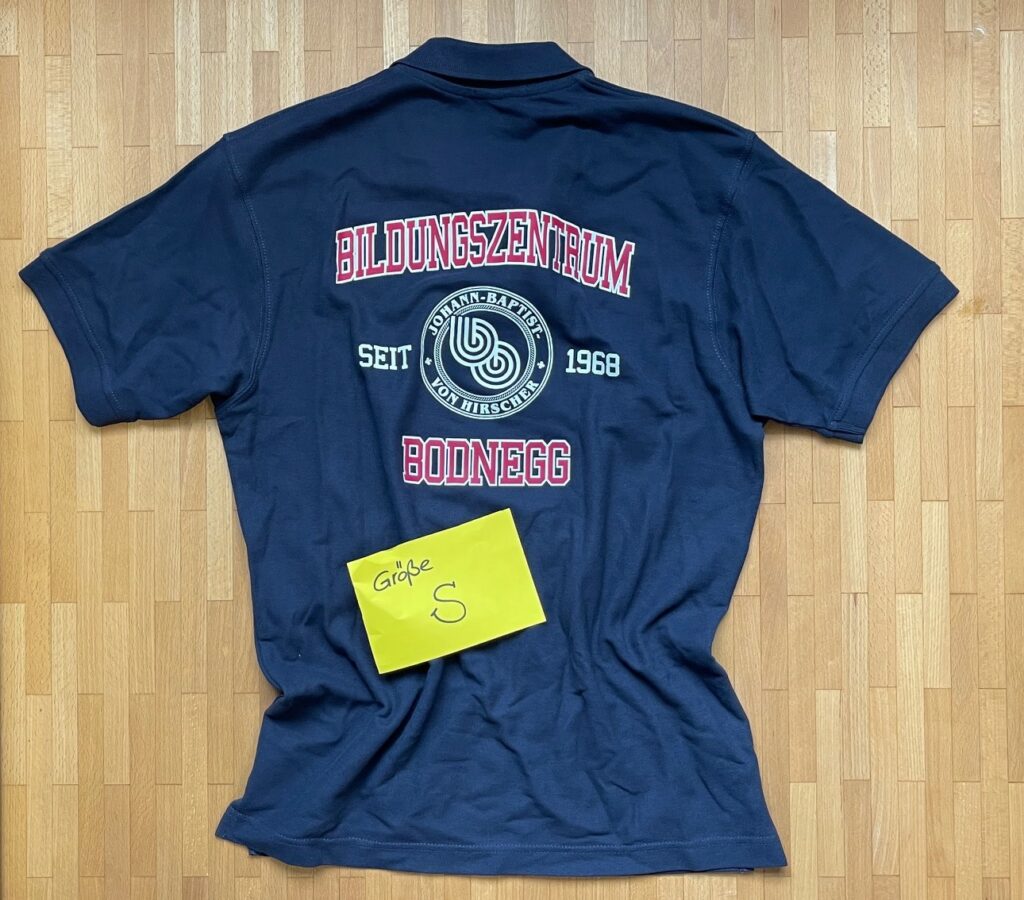 BILDUNGSZENTRUM
JOHANN-BAPTIST-
SEIT
1968
VON HIRSCHER
BODNEGG
Größe
S